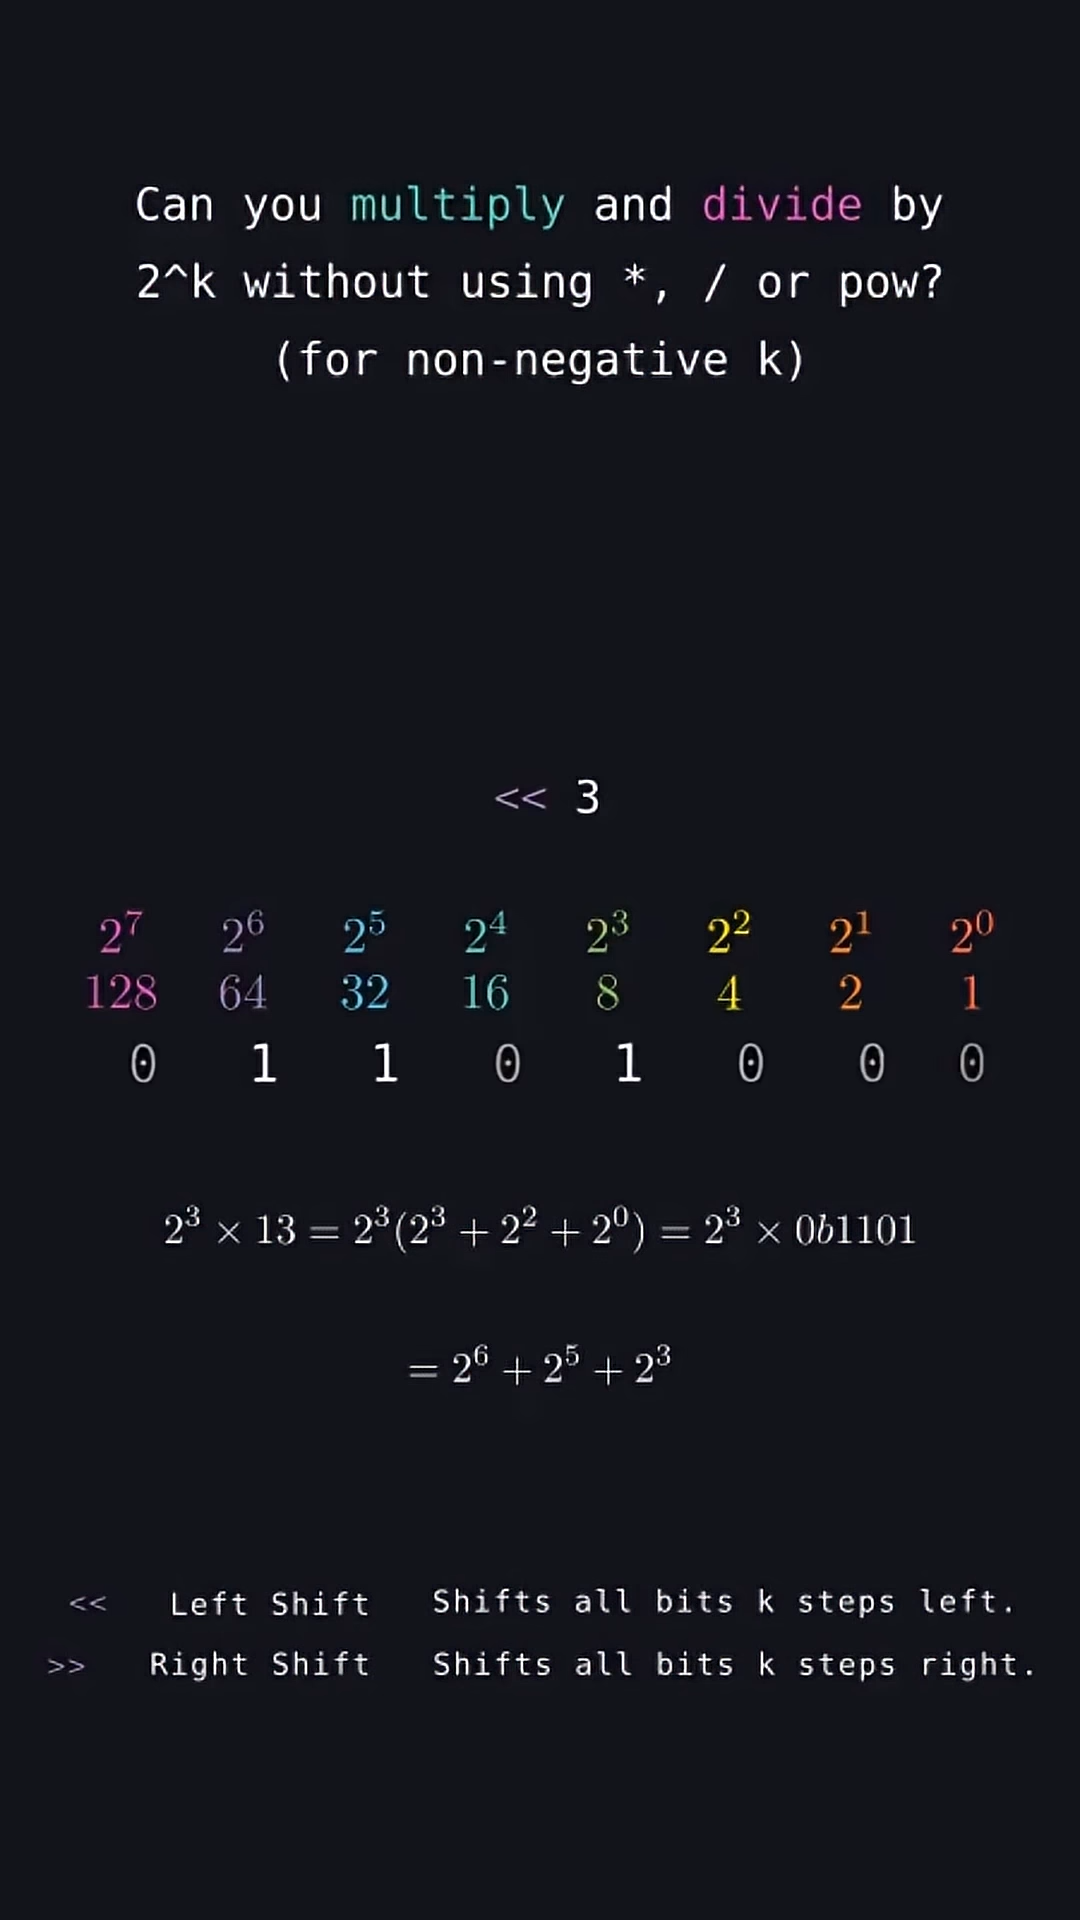 Can you multiply and divide by
2^k without using *, / or pow?
(for non-negative k)
<< 3
2⁷ 2⁶ 2⁵ 2⁴ 2³ 2² 2¹ 2⁰
128 64 32 16 8 4 2 1
0 1 1 0 1 0 0 0
2³ × 13 = 2³(2³ + 2² + 2⁰) = 2³ × 0b1101
= 2⁶ + 2⁵ + 2³
<< Left Shift Shifts all bits k steps left.
>> Right Shift Shifts all bits k steps right.